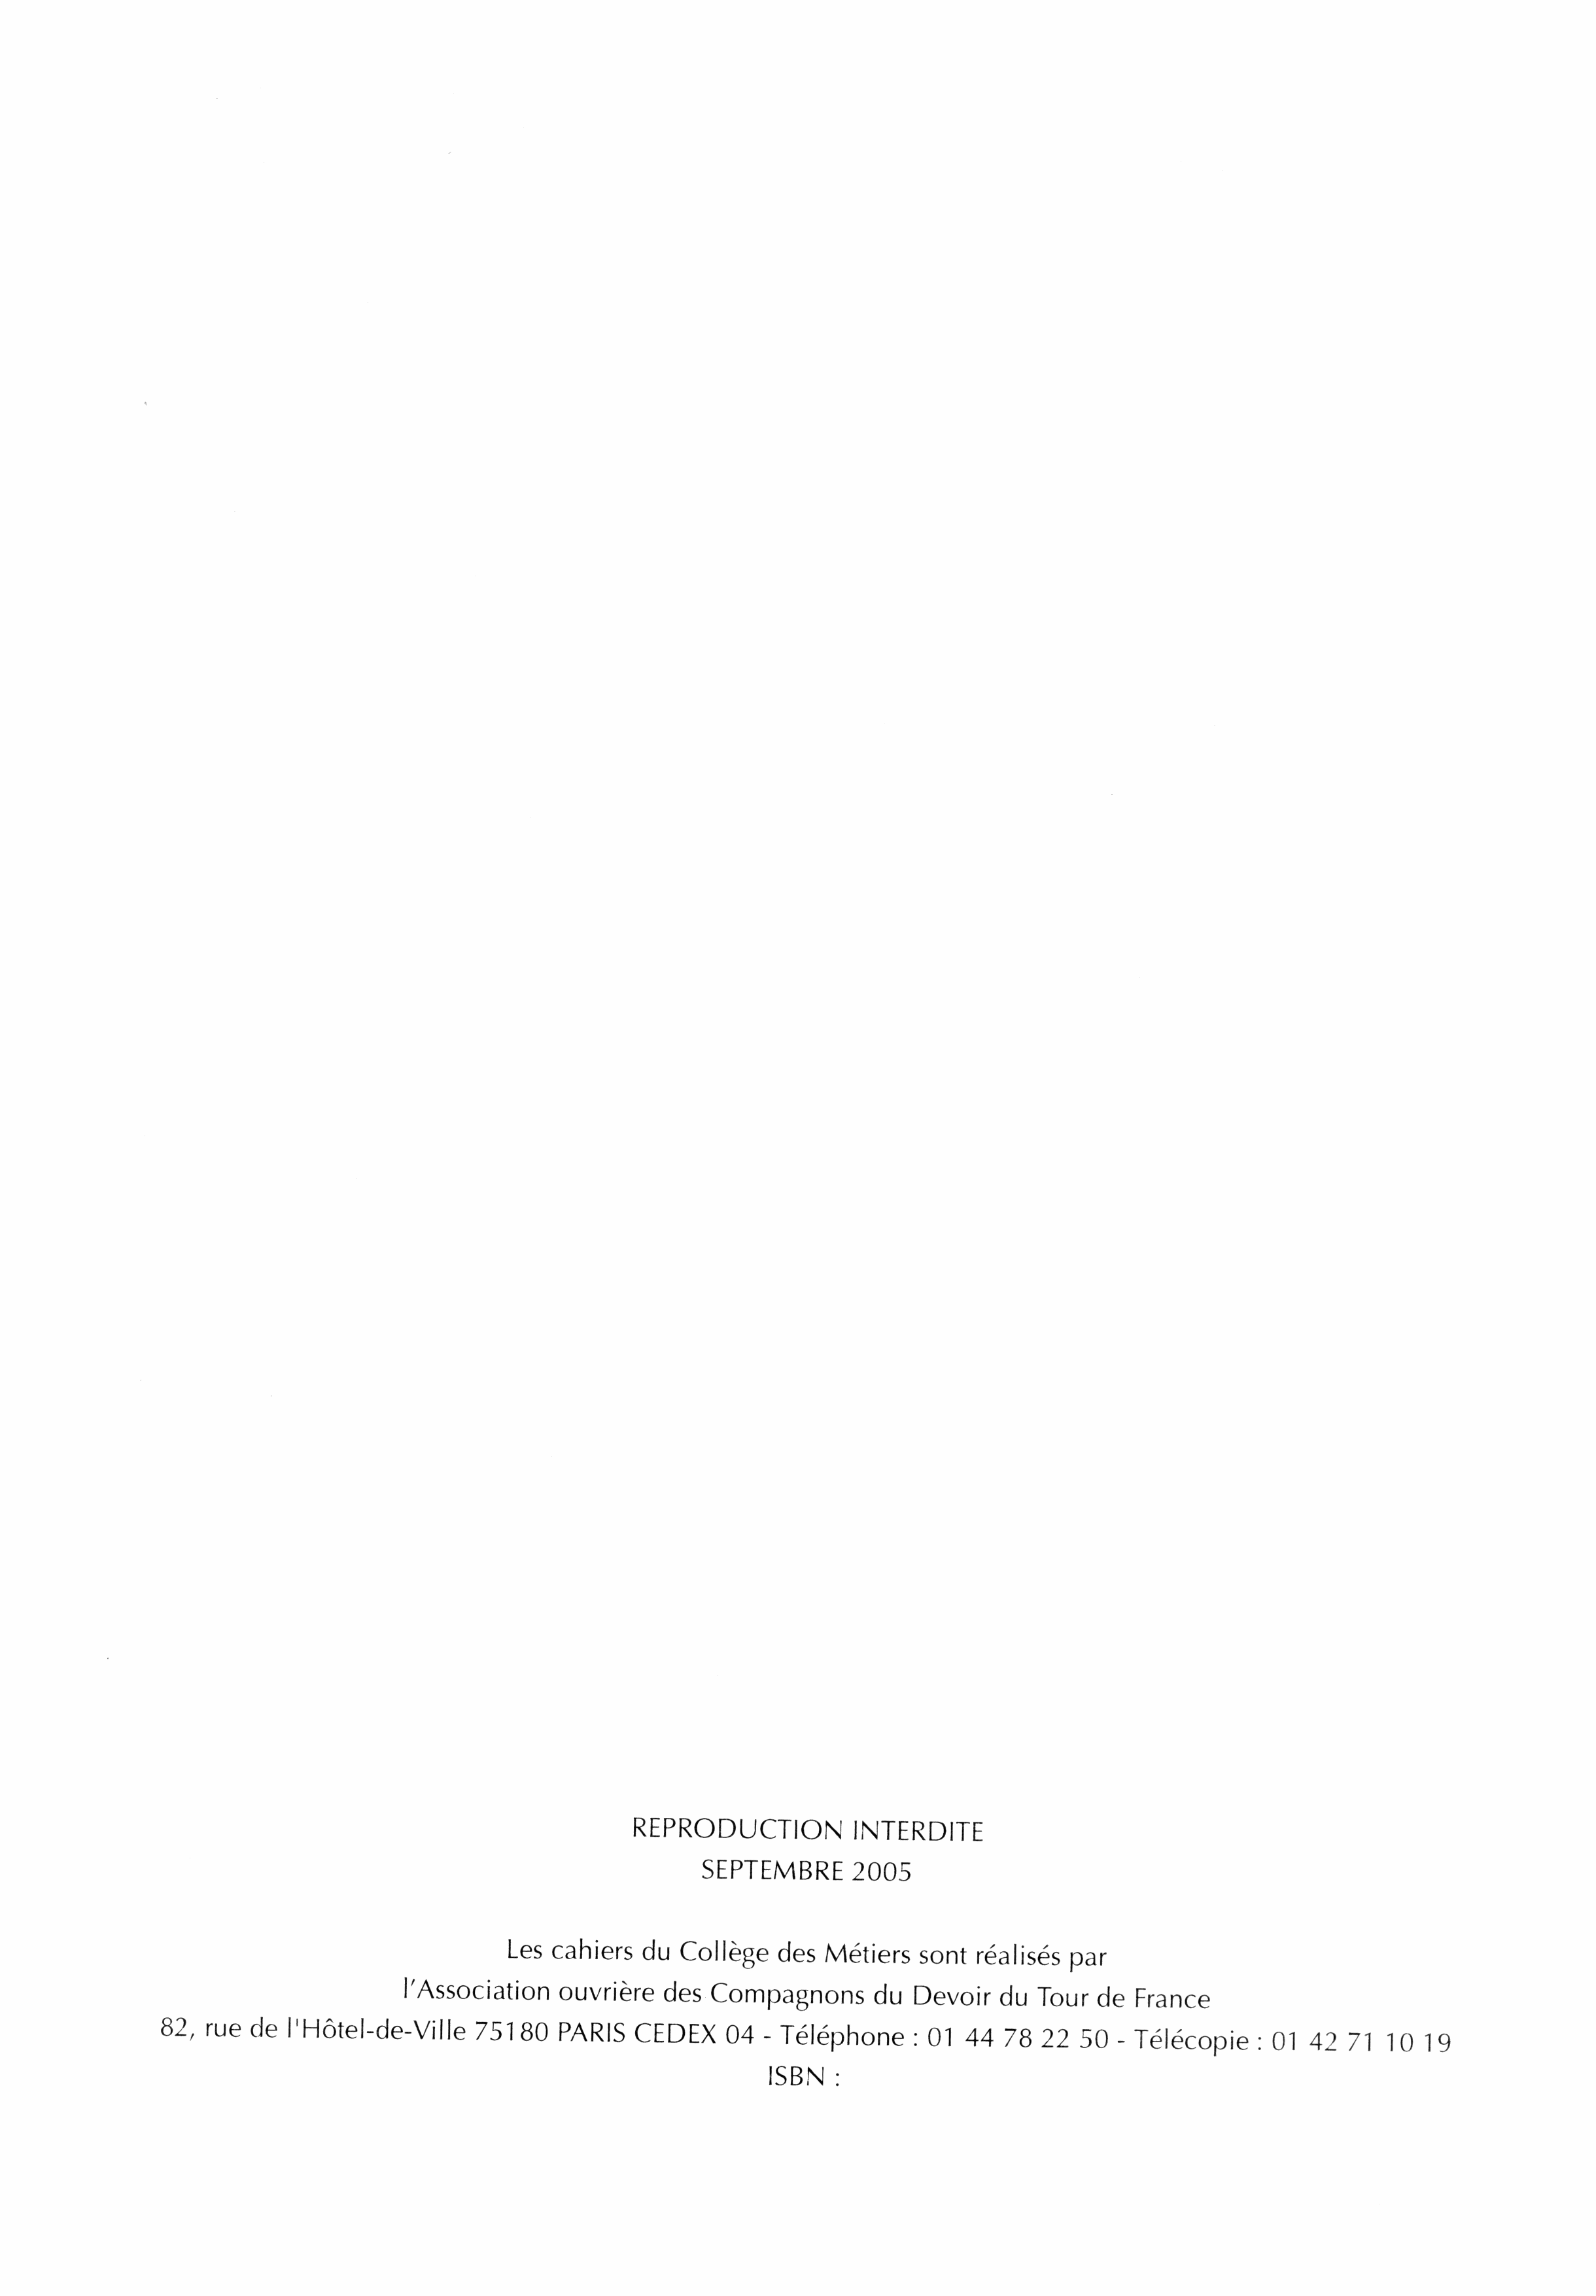 REPRODUCTION INTERDITE
SEPTEMBRE 2005
Les cahiers du Collège des Métiers sont réalisés par
l'Association ouvrière des Compagnons du Devoir du Tour de France
82, rue de l'Hôtel-de-Ville 75180 PARIS CEDEX 04 - Téléphone : 01 44 78 22 50 - Télécopie : 01 42 71 10 19
ISBN :